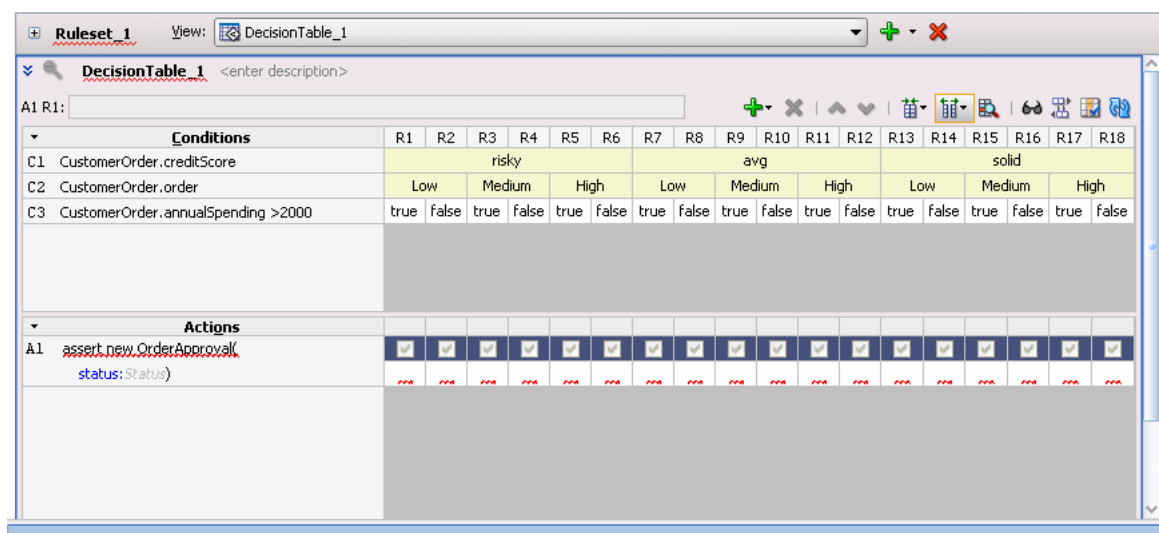 Ruleset_1 View: DecisionTable_1
DecisionTable_1 <enter description>
A1 R1:
Conditions R1 R2 R3 R4 R5 R6 R7 R8 R9 R10 R11 R12 R13 R14 R15 R16 R17 R18
C1 CustomerOrder.creditScore risky avg solid
C2 CustomerOrder.order Low Medium High Low Medium High Low Medium High
C3 CustomerOrder.annualSpending >2000 true false true false true false true false true false true false true false true false true false
Actions
A1 assert new OrderApproval(
status:Status)